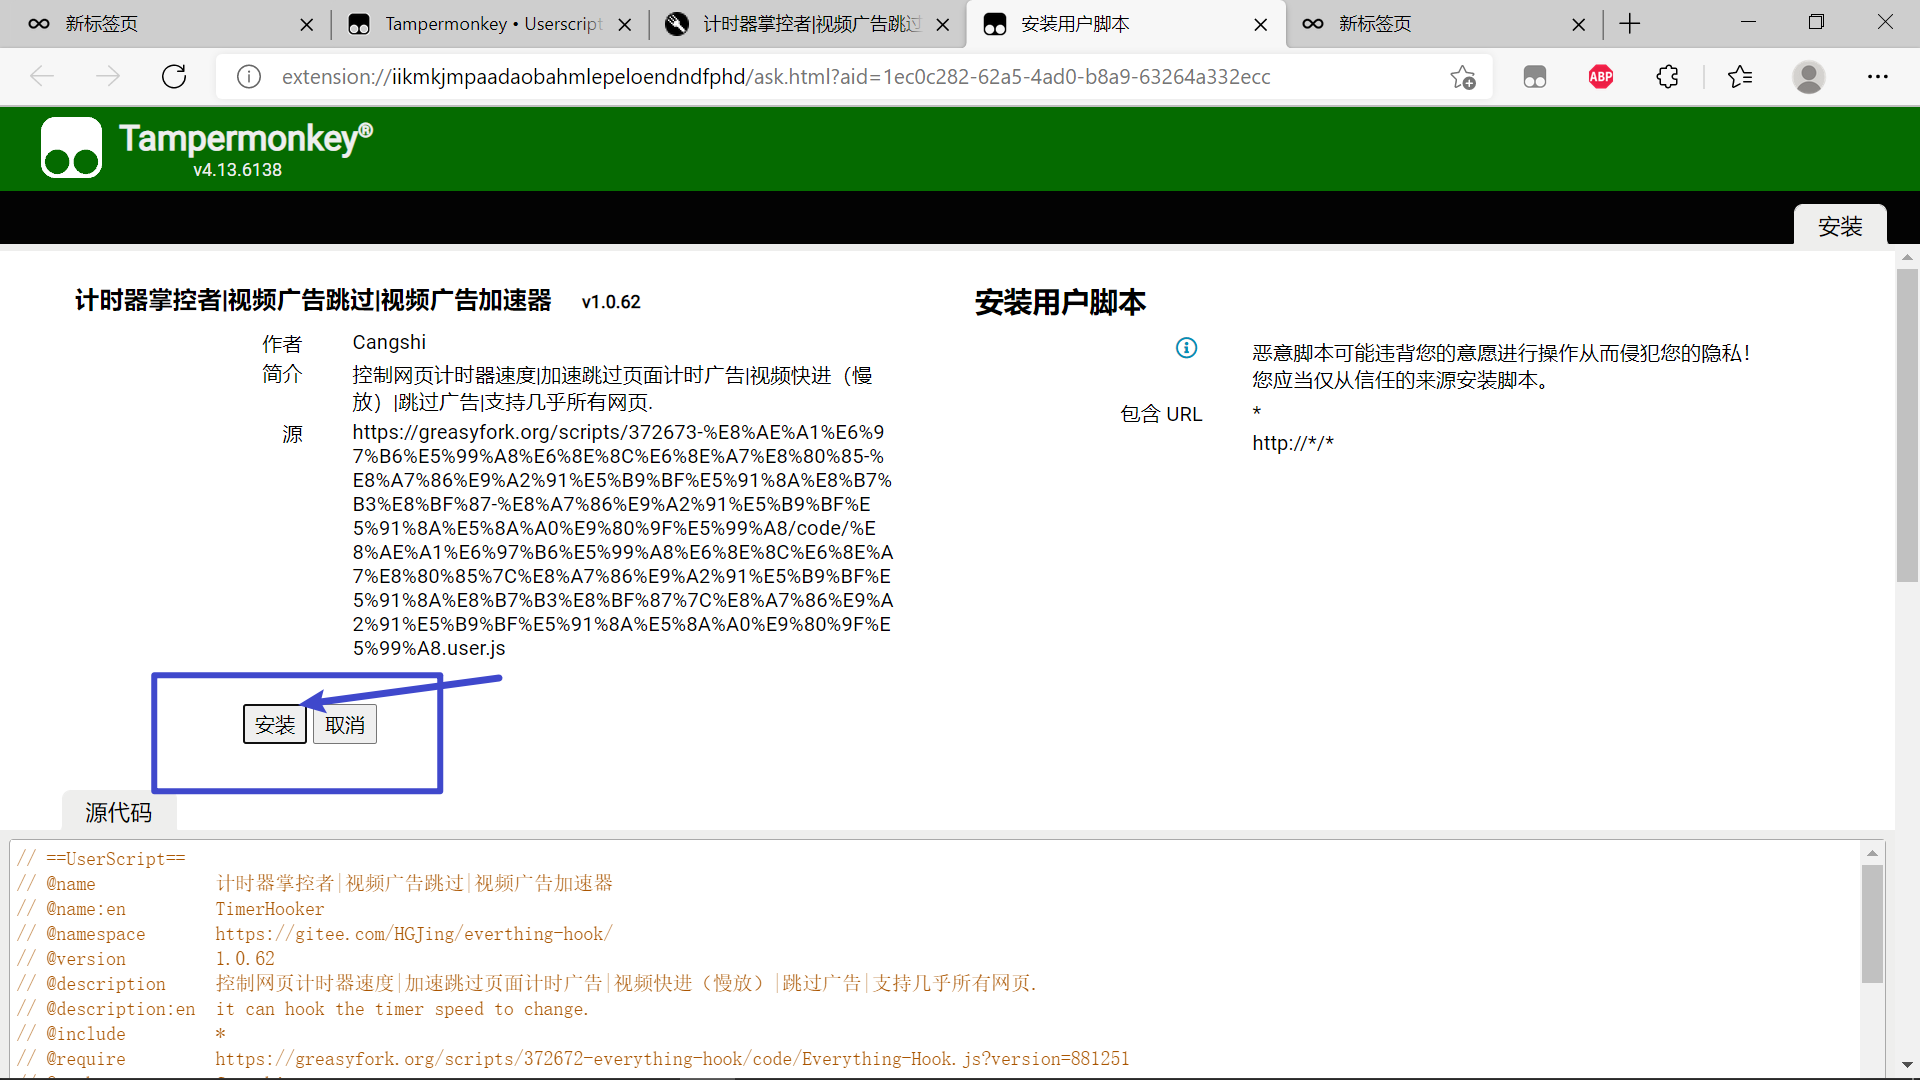 新标签页
Tampermonkey • Userscript
计时器掌控者|视频广告跳过
安装用户脚本
新标签页
extension://iikmkjmpaadaobahmlepeloendndfphd/ask.html?aid=1ec0c282-62a5-4ad0-b8a9-63264a332ecc
ABP
Tampermonkey®
v4.13.6138
安装
计时器掌控者|视频广告跳过|视频广告加速器 v1.0.62
作者 Cangshi
简介 控制网页计时器速度|加速跳过页面计时广告|视频快进（慢
放）|跳过广告|支持几乎所有网页.
源 https://greasyfork.org/scripts/372673-%E8%AE%A1%E6%9
7%B6%E5%99%A8%E6%8E%8C%E6%8E%A7%E8%80%85-%
E8%A7%86%E9%A2%91%E5%B9%BF%E5%91%8A%E8%B7%
B3%E8%BF%87-%E8%A7%86%E9%A2%91%E5%B9%BF%E
5%91%8A%E5%8A%A0%E9%80%9F%E5%99%A8/code/%E
8%AE%A1%E6%97%B6%E5%99%A8%E6%8E%8C%E6%8E%A
7%E8%80%85%7C%E8%A7%86%E9%A2%91%E5%B9%BF%E
5%91%8A%E8%B7%B3%E8%BF%87%7C%E8%A7%86%E9%A
2%91%E5%B9%BF%E5%91%8A%E5%8A%A0%E9%80%9F%E
5%99%A8.user.js
安装 取消
安装用户脚本
恶意脚本可能违背您的意愿进行操作从而侵犯您的隐私！
您应当仅从信任的来源安装脚本。
包含 URL *
http://*/*
源代码
// ==UserScript==
// @name 计时器掌控者|视频广告跳过|视频广告加速器
// @name:en TimerHooker
// @namespace https://gitee.com/HGJing/everthing-hook/
// @version 1.0.62
// @description 控制网页计时器速度|加速跳过页面计时广告|视频快进（慢放）|跳过广告|支持几乎所有网页.
// @description:en it can hook the timer speed to change.
// @include *
// @require https://greasyfork.org/scripts/372672-everything-hook/code/Everything-Hook.js?version=881251